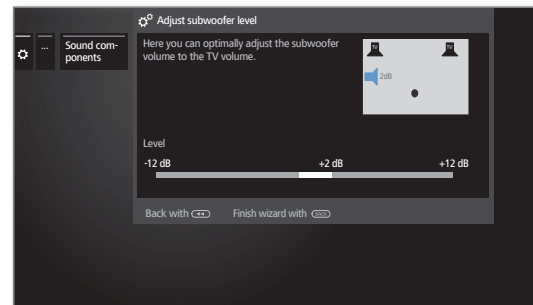 Adjust subwoofer level
...
Sound com-
ponents
Here you can optimally adjust the subwoofer
volume to the TV volume.
TV
TV
2dB
Level
-12 dB
+2 dB
+12 dB
Back with
Finish wizard with BACK